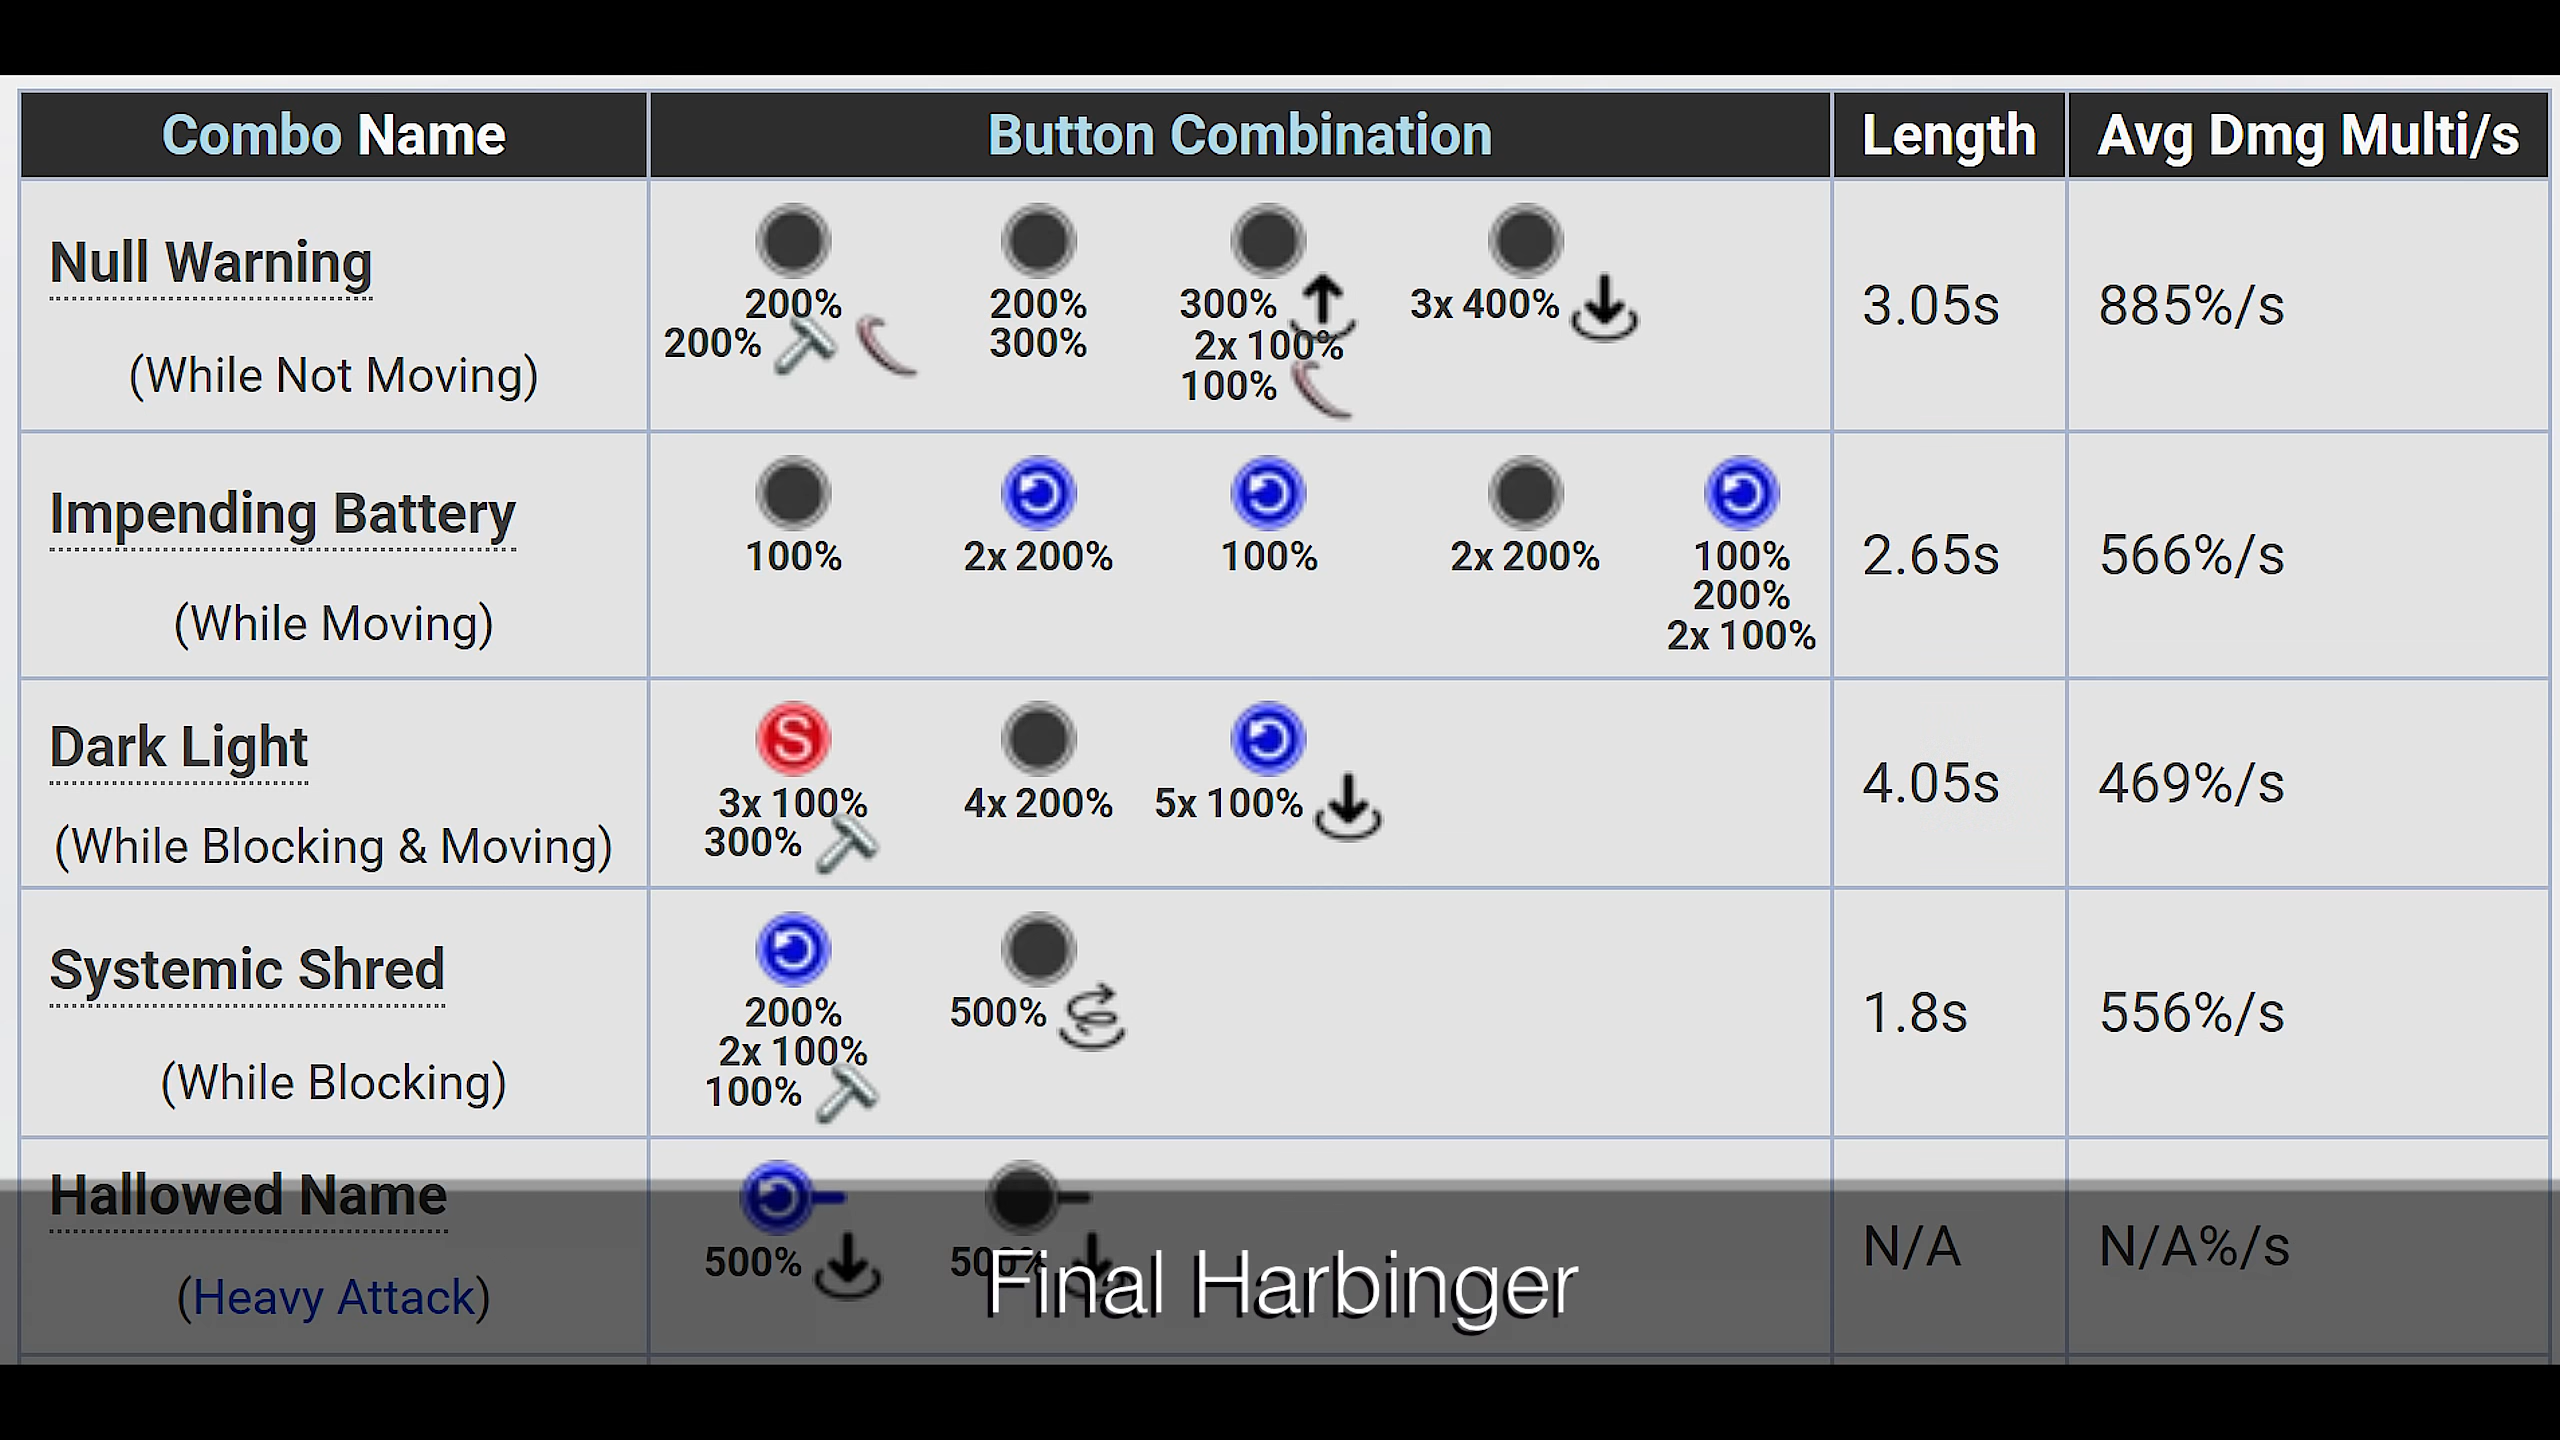 Combo Name Button Combination Length Avg Dmg Multi/s
Null Warning
(While Not Moving)
200% 200% 300% 3x 400%
200% 300% 2x 100%
100%
3.05s 885%/s
Impending Battery
(While Moving)
100% 2x 200% 100% 2x 200% 100%
200%
2x 100%
2.65s 566%/s
Dark Light
(While Blocking & Moving)
S
3x 100% 4x 200% 5x 100%
300%
4.05s 469%/s
Systemic Shred
(While Blocking)
200% 500%
2x 100%
100%
1.8s 556%/s
Hallowed Name
(Heavy Attack)
500% 500%
N/A N/A%/s
Final Harbinger